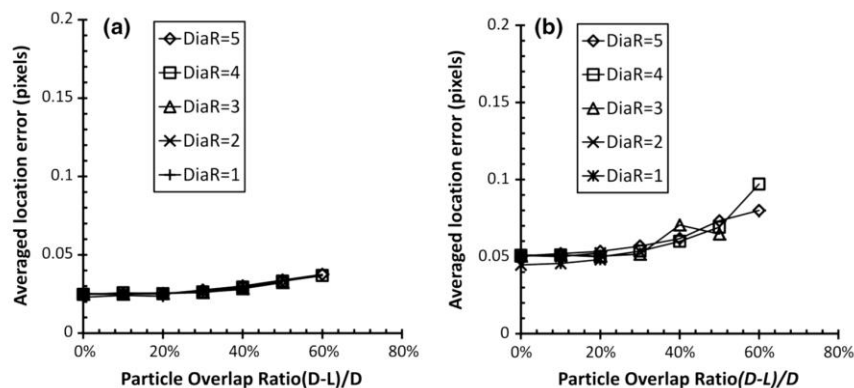 (a)
0.2
0.15
0.1
0.05
0
Averaged location error (pixels)
DiaR=5
DiaR=4
DiaR=3
DiaR=2
DiaR=1
0% 20% 40% 60% 80%
Particle Overlap Ratio(D-L)/D
(b)
0.2
0.15
0.1
0.05
0
Averaged location error (pixels)
DiaR=5
DiaR=4
DiaR=3
DiaR=2
DiaR=1
0% 20% 40% 60% 80%
Particle Overlap Ratio(D-L)/D